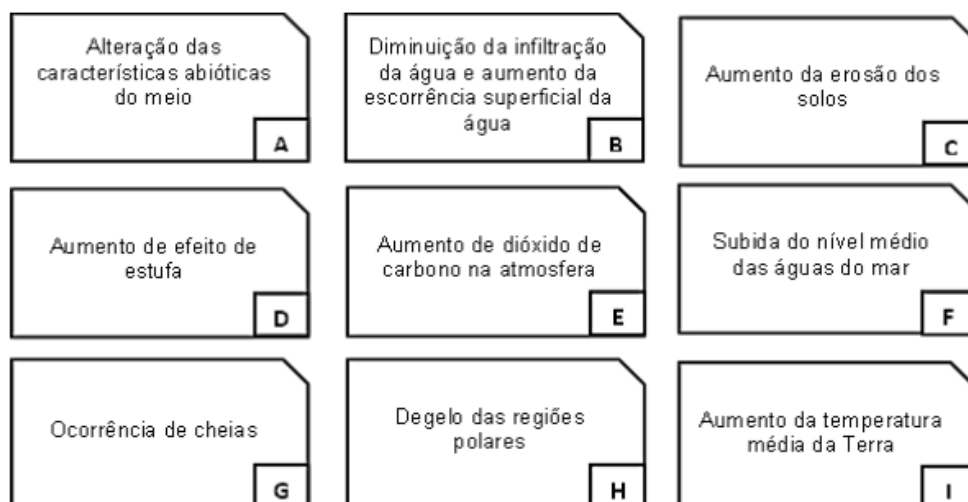 Alteração das
características abióticas
do meio
A
Diminuição da infiltração
da água e aumento da
escorrência superficial da
água
B
Aumento da erosão dos
solos
C
Aumento de efeito de
estufa
D
Aumento de dióxido de
carbono na atmosfera
E
Subida do nível médio
das águas do mar
F
Ocorrência de cheias
G
Degelo das regiões
polares
H
Aumento da temperatura
média da Terra
I